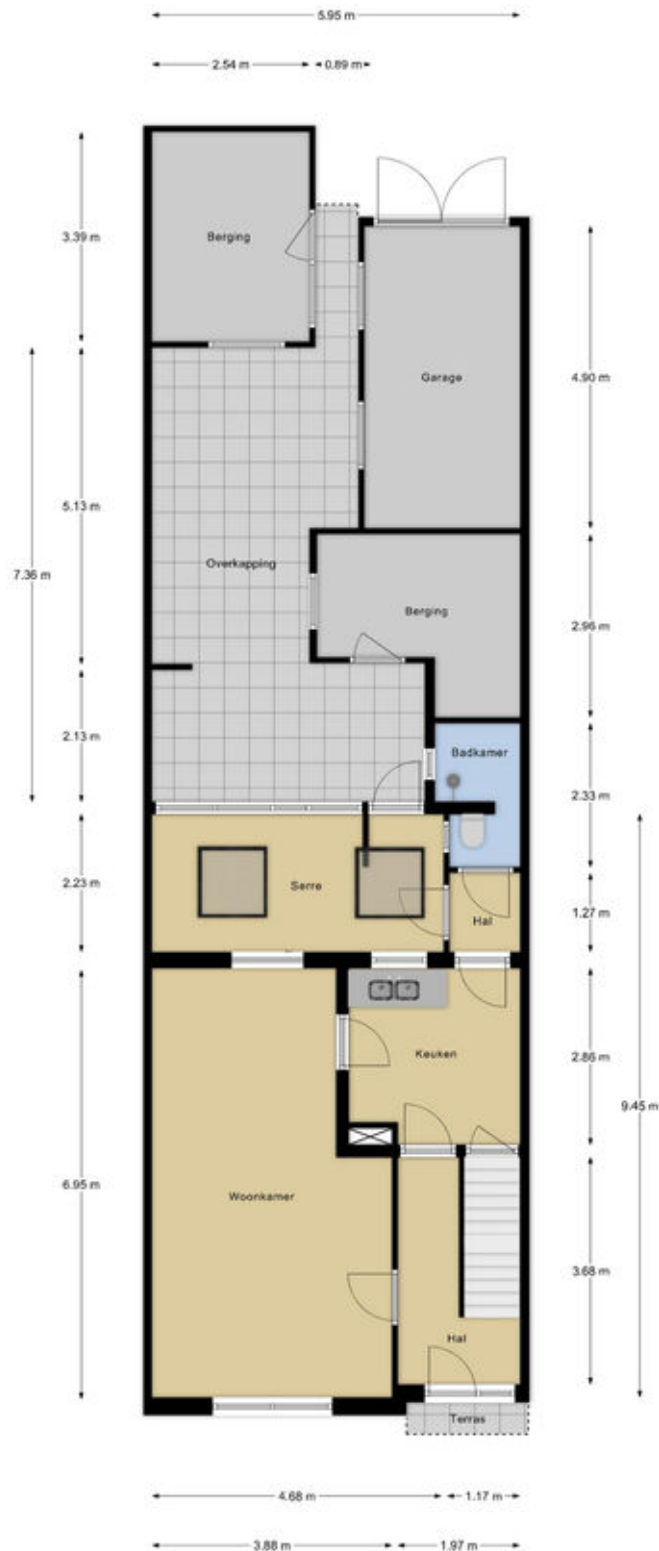 5.95 m
2.54 m
0.89 m
Berging
3.39 m
Garage
4.90 m
5.13 m
Overkapping
7.36 m
Berging
2.96 m
2.13 m
Badkamer
2.33 m
2.23 m
Serre
1.27 m
Hal
Keuken
2.86 m
9.45 m
6.95 m
Woonkamer
3.68 m
Hal
Terras
4.68 m
1.17 m
3.88 m
1.97 m